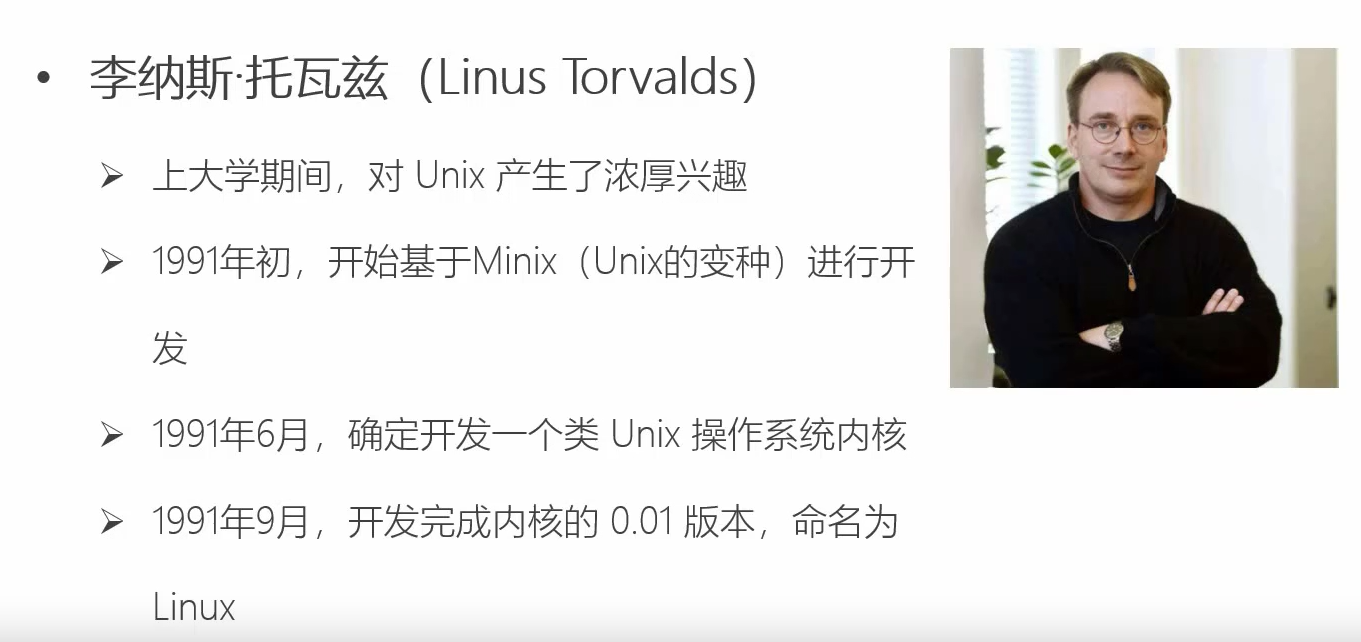 • 李纳斯·托瓦兹（Linus Torvalds）
➢ 上大学期间，对 Unix 产生了浓厚兴趣
➢ 1991年初，开始基于Minix（Unix的变种）进行开
发
➢ 1991年6月，确定开发一个类 Unix 操作系统内核
➢ 1991年9月，开发完成内核的 0.01 版本，命名为
Linux